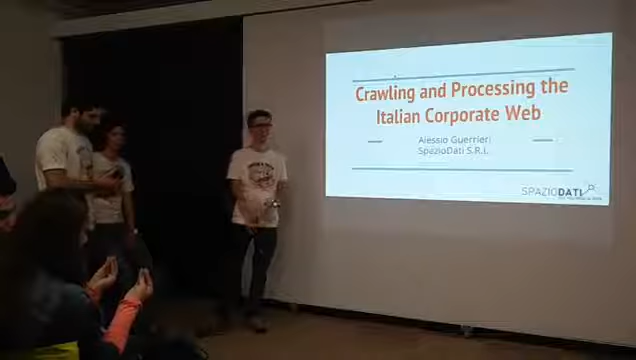 Crawling and Processing the
Italian Corporate Web
Alessio Guerrieri
SpazioDati S.R.L.
SPAZIODATI